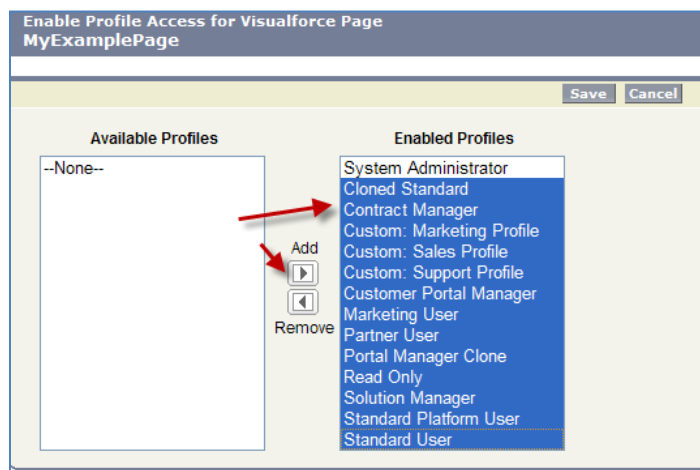 Enable Profile Access for Visualforce Page
MyExamplePage
Save Cancel
Available Profiles
--None--
Add
Remove
Enabled Profiles
System Administrator
Cloned Standard
Contract Manager
Custom: Marketing Profile
Custom: Sales Profile
Custom: Support Profile
Customer Portal Manager
Marketing User
Partner User
Portal Manager Clone
Read Only
Solution Manager
Standard Platform User
Standard User